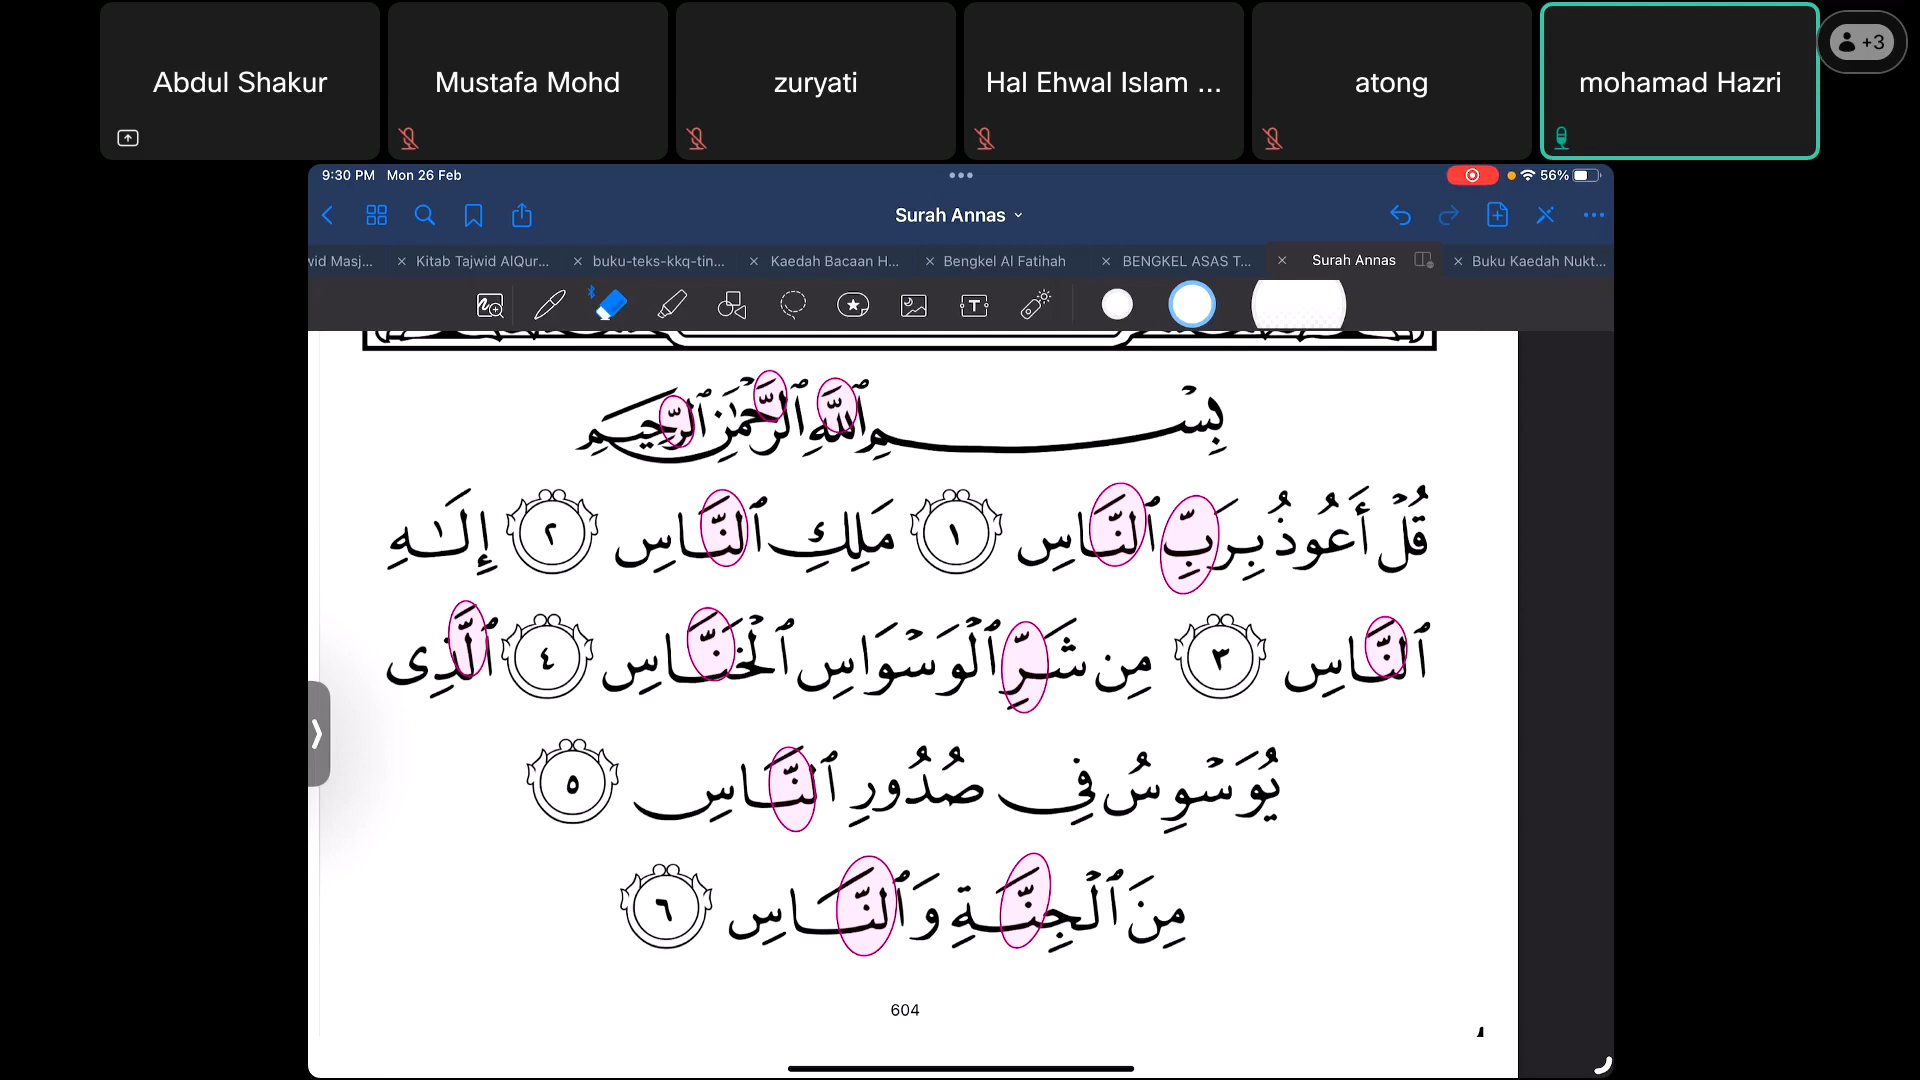 Abdul Shakur
Mustafa Mohd
zuryati
Hal Ehwal Islam ...
atong
mohamad Hazri
+3
9:30 PM Mon 26 Feb
56%
Surah Annas
wid Masj...
Kitab Tajwid AlQur...
buku-teks-kkq-tin...
Kaedah Bacaan H...
Bengkel Al Fatihah
BENGKEL ASAS T...
Surah Annas
Buku Kaedah Nukt...
بِسْمِ ٱللَّهِ ٱلرَّحْمَٰنِ ٱلرَّحِيمِ
قُلْ أَعُوذُ بِرَبِّ ٱلنَّاسِ ١ مَلِكِ ٱلنَّاسِ ٢ إِلَٰهِ
ٱلنَّاسِ ٣ مِن شَرِّ ٱلْوَسْوَاسِ ٱلْخَنَّاسِ ٤ ٱلَّذِى
يُوَسْوِسُ فِى صُدُورِ ٱلنَّاسِ ٥
مِنَ ٱلْجِنَّةِ وَٱلنَّاسِ ٦
604